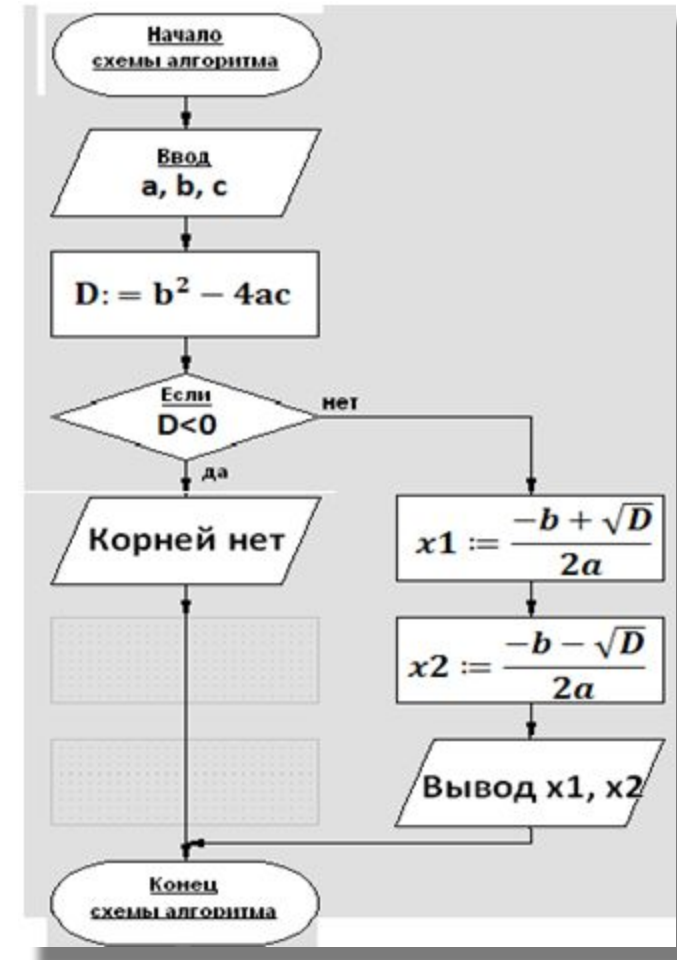 Начало
схемы алгоритма
Ввод
a, b, c
D: = b² − 4ac
Если
D<0
нет
да
Корней нет
x1 := (−b + √D) / 2a
x2 := (−b − √D) / 2a
Вывод x1, x2
Конец
схемы алгоритма